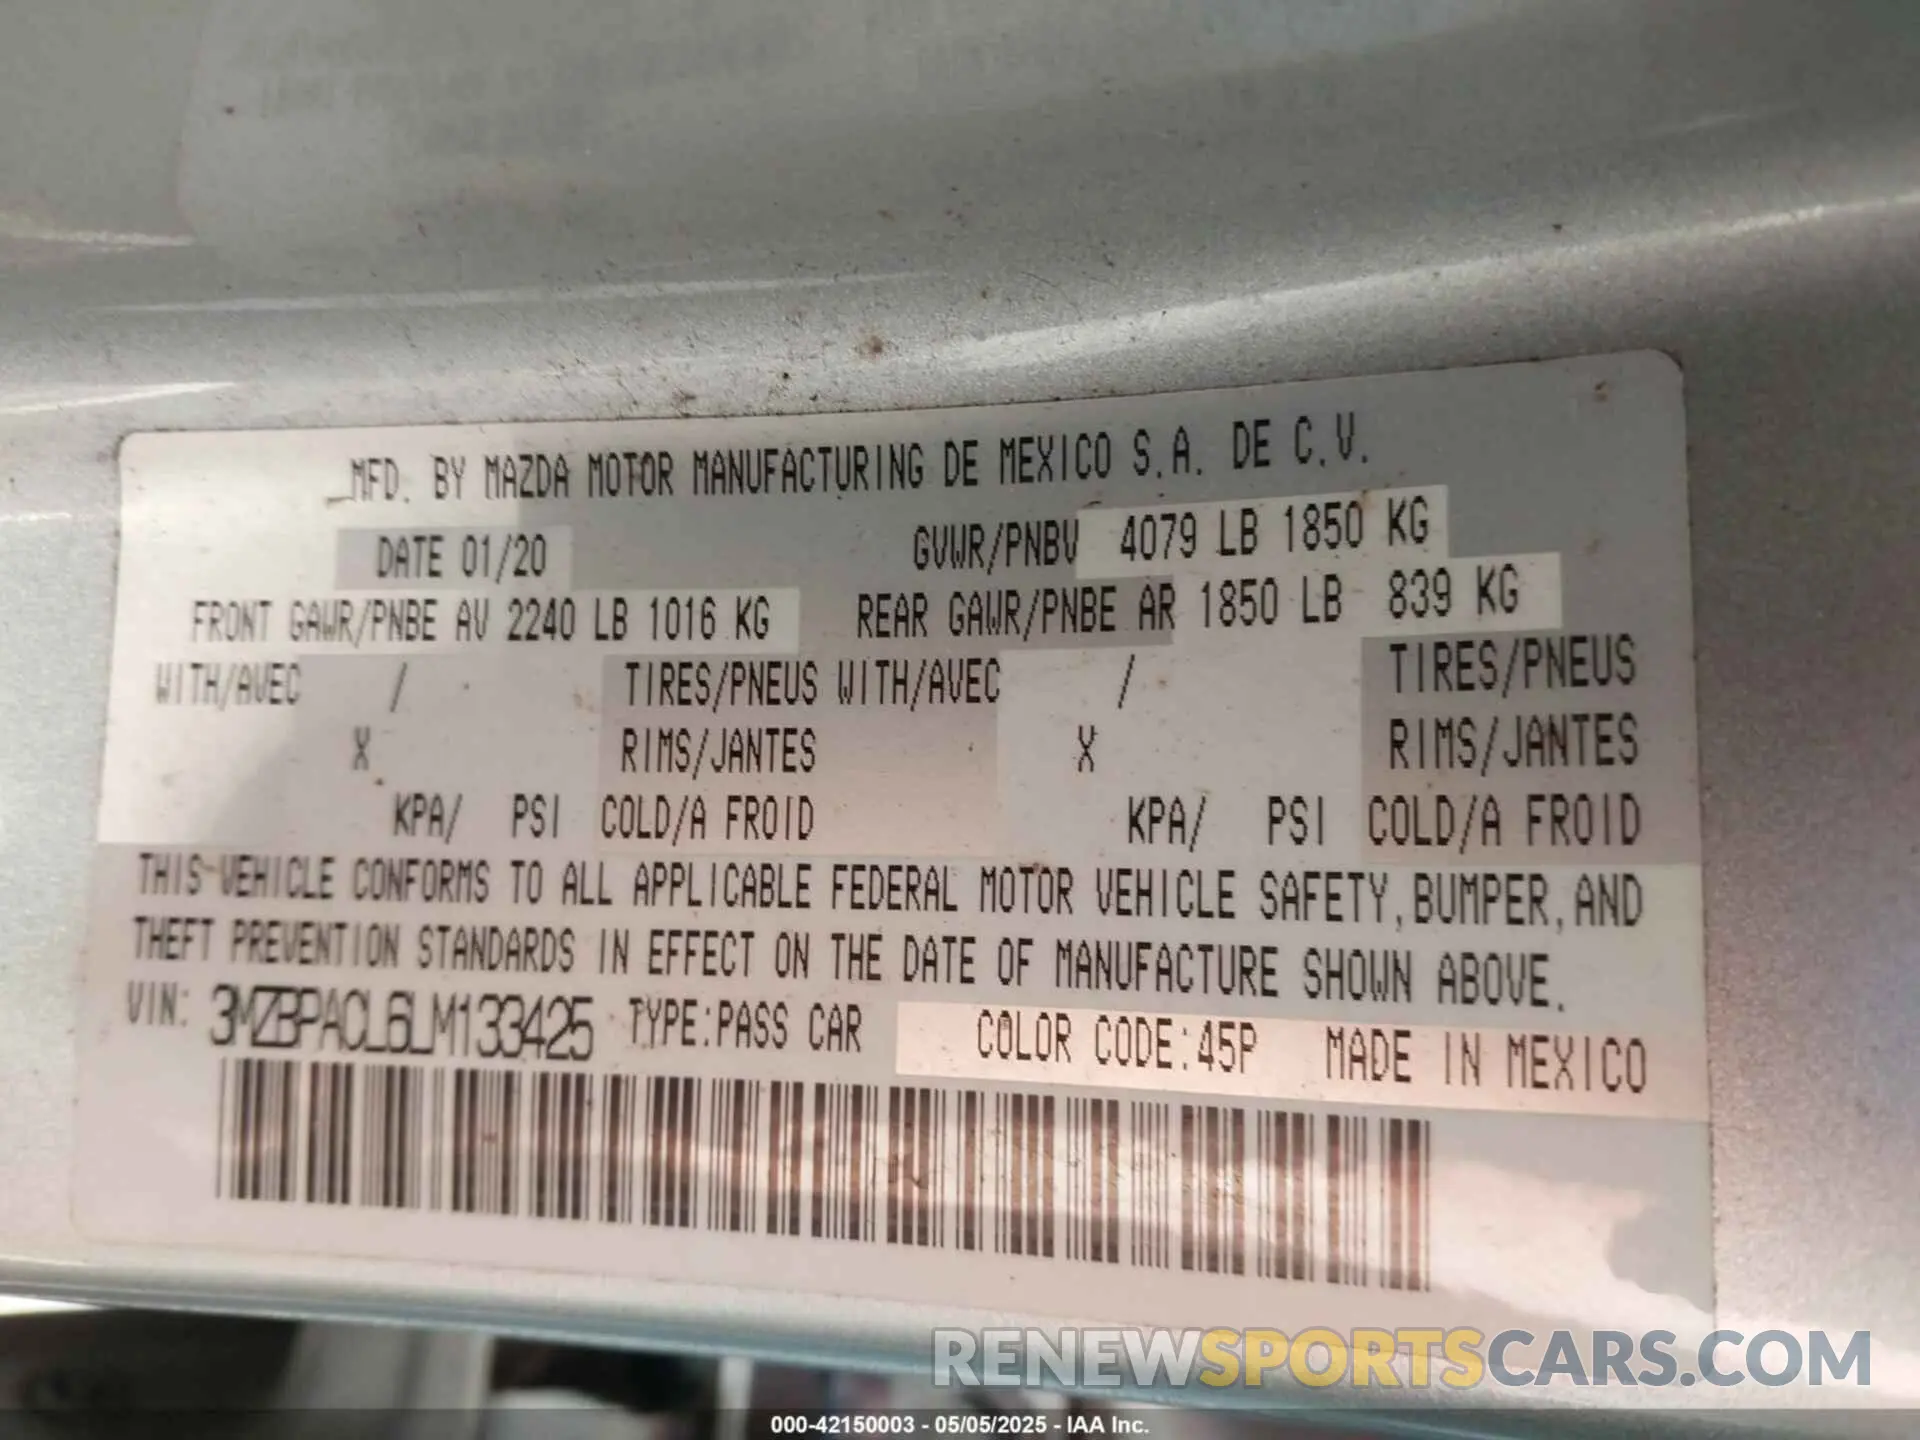 MFD. BY MAZDA MOTOR MANUFACTURING DE MEXICO S.A. DE C.V.
DATE 01/20 GVWR/PNBV 4079 LB 1850 KG
FRONT GAWR/PNBE AV 2240 LB 1016 KG REAR GAWR/PNBE AR 1850 LB 839 KG
WITH/AVEC / TIRES/PNEUS WITH/AVEC / TIRES/PNEUS
X RIMS/JANTES X RIMS/JANTES
KPA/ PSI COLD/A FROID KPA/ PSI COLD/A FROID
THIS VEHICLE CONFORMS TO ALL APPLICABLE FEDERAL MOTOR VEHICLE SAFETY, BUMPER, AND
THEFT PREVENTION STANDARDS IN EFFECT ON THE DATE OF MANUFACTURE SHOWN ABOVE.
VIN: 3MZBPACL6LM133425 TYPE: PASS CAR COLOR CODE: 45P MADE IN MEXICO
RENEWSPORTSCARS.COM
000-42150003 - 05/05/2025 - IAA Inc.